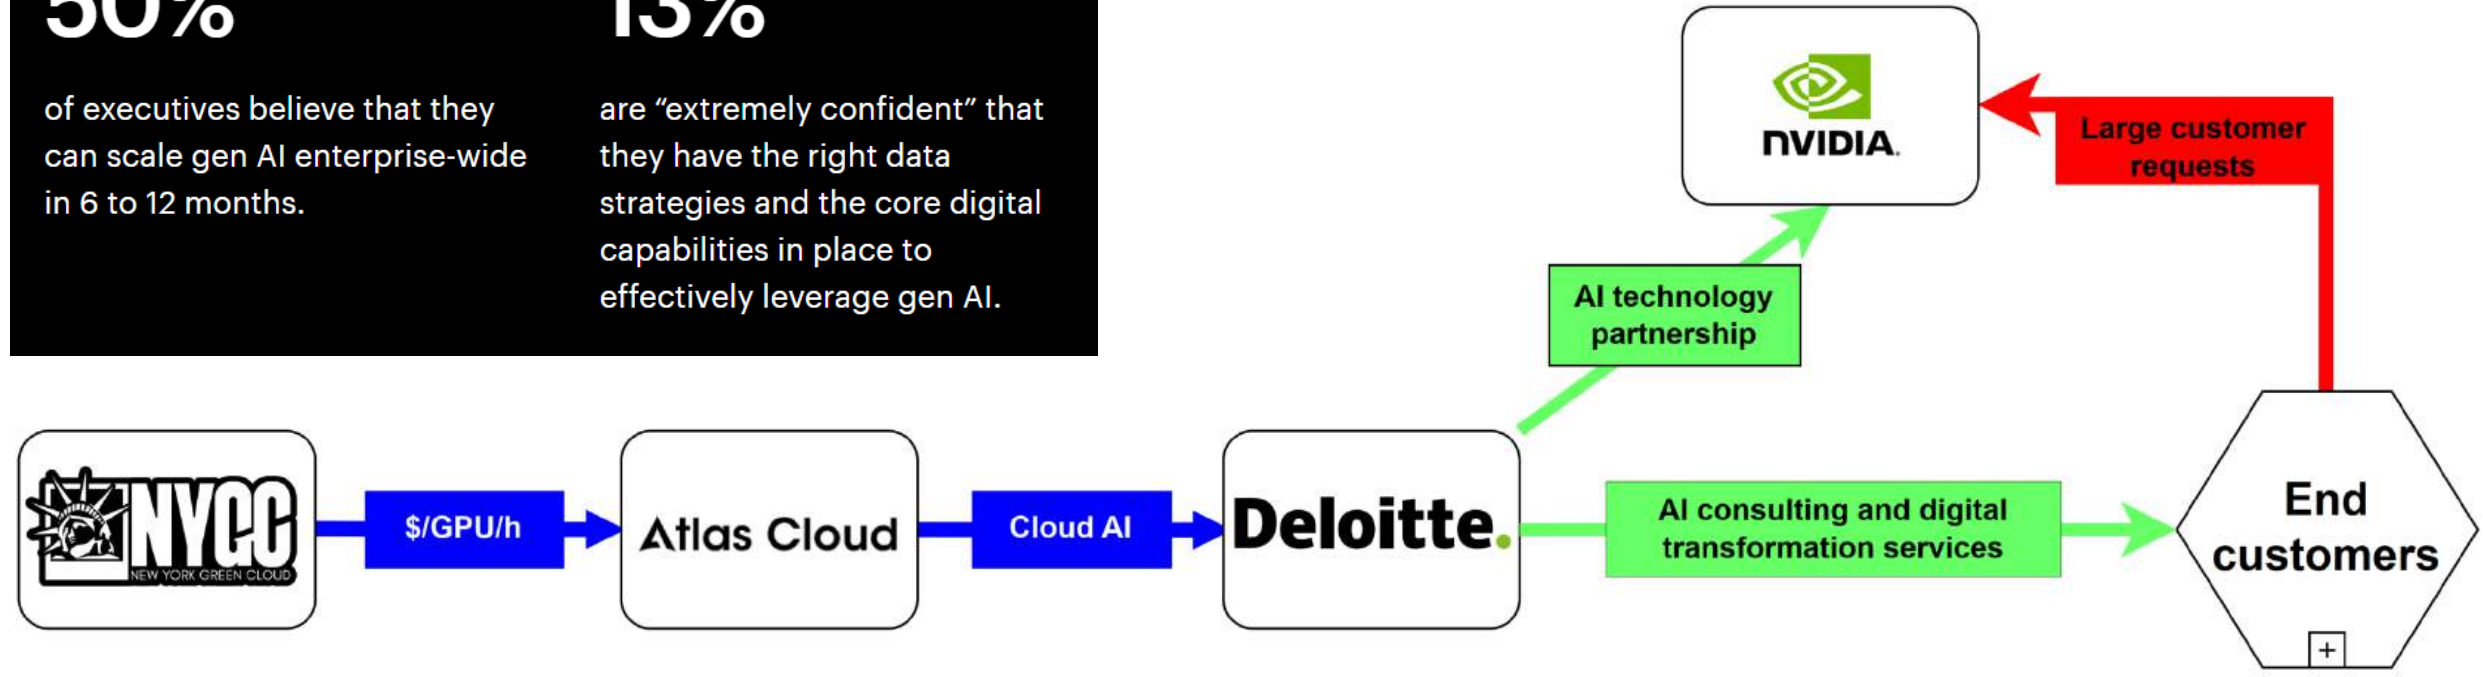 50%
of executives believe that they
can scale gen AI enterprise-wide
in 6 to 12 months.
13%
are “extremely confident” that
they have the right data
strategies and the core digital
capabilities in place to
effectively leverage gen AI.
NVIDIA.
Large customer
requests
AI technology
partnership
NYGC
NEW YORK GREEN CLOUD
$/GPU/h
Atlas Cloud
Cloud AI
Deloitte.
AI consulting and digital
transformation services
End
customers
+